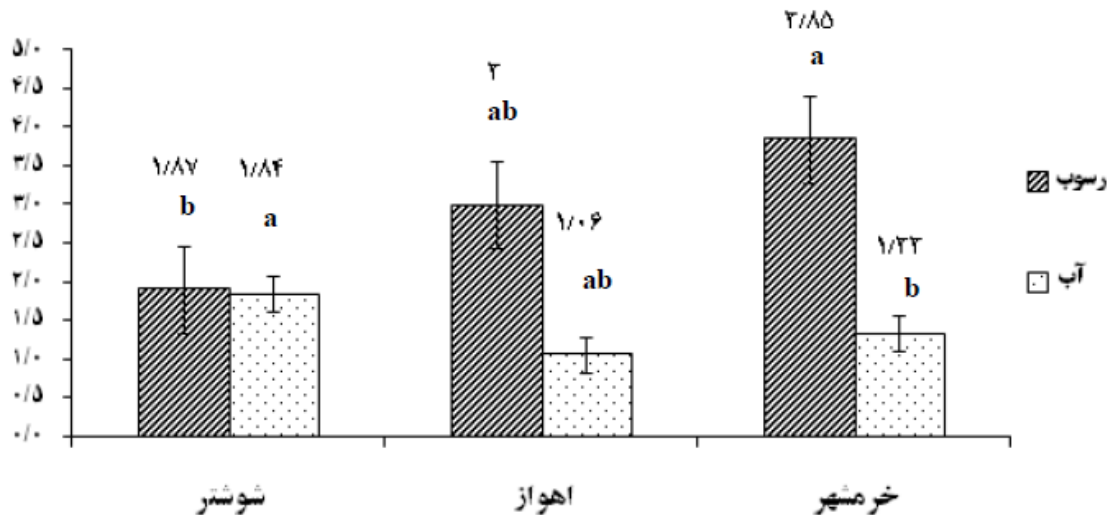 ۳/۸۵
a
۳
ab
۱/۸۷
b
۱/۸۴
a
۱/۰۶
ab
۱/۳۳
b
۵/۰
۴/۵
۴/۰
۳/۵
۳/۰
۲/۵
۲/۰
۱/۵
۱/۰
۰/۵
۰/۰
رسوب
آب
شوشتر
اهواز
خرمشهر